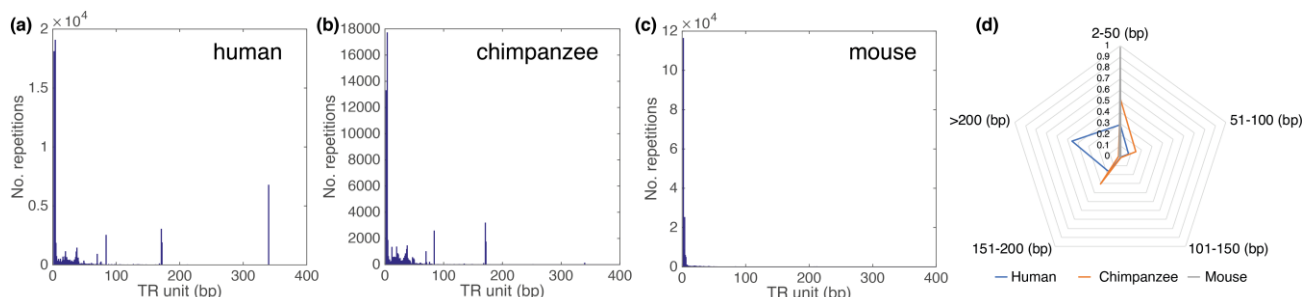 (a)
× 10⁴
2
1.5
1
0.5
0
No. repetitions
human
0 100 200 300 400
TR unit (bp)
(b)
18000
16000
14000
12000
10000
8000
6000
4000
2000
0
No. repetitions
chimpanzee
0 100 200 300 400
TR unit (bp)
(c)
× 10⁴
12
10
8
6
4
2
0
No. repetitions
mouse
0 100 200 300 400
TR unit (bp)
(d)
2-50 (bp)
1
0.9
0.8
0.7
0.6
0.5
0.4
0.3
0.2
0.1
0
>200 (bp)
51-100 (bp)
151-200 (bp)
101-150 (bp)
Human Chimpanzee Mouse